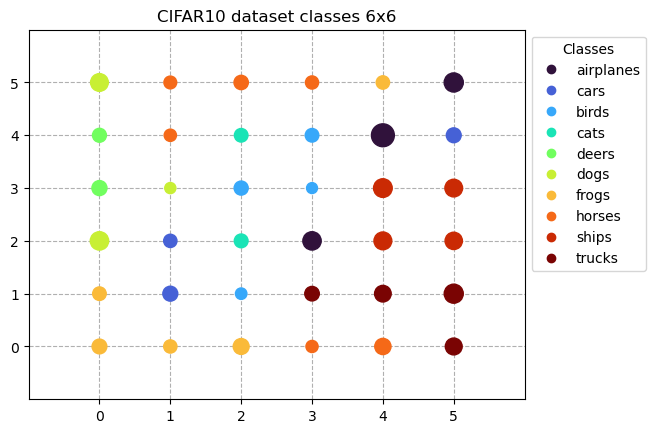 CIFAR10 dataset classes 6x6
5
4
3
2
1
0
0 1 2 3 4 5
Classes
airplanes
cars
birds
cats
deers
dogs
frogs
horses
ships
trucks